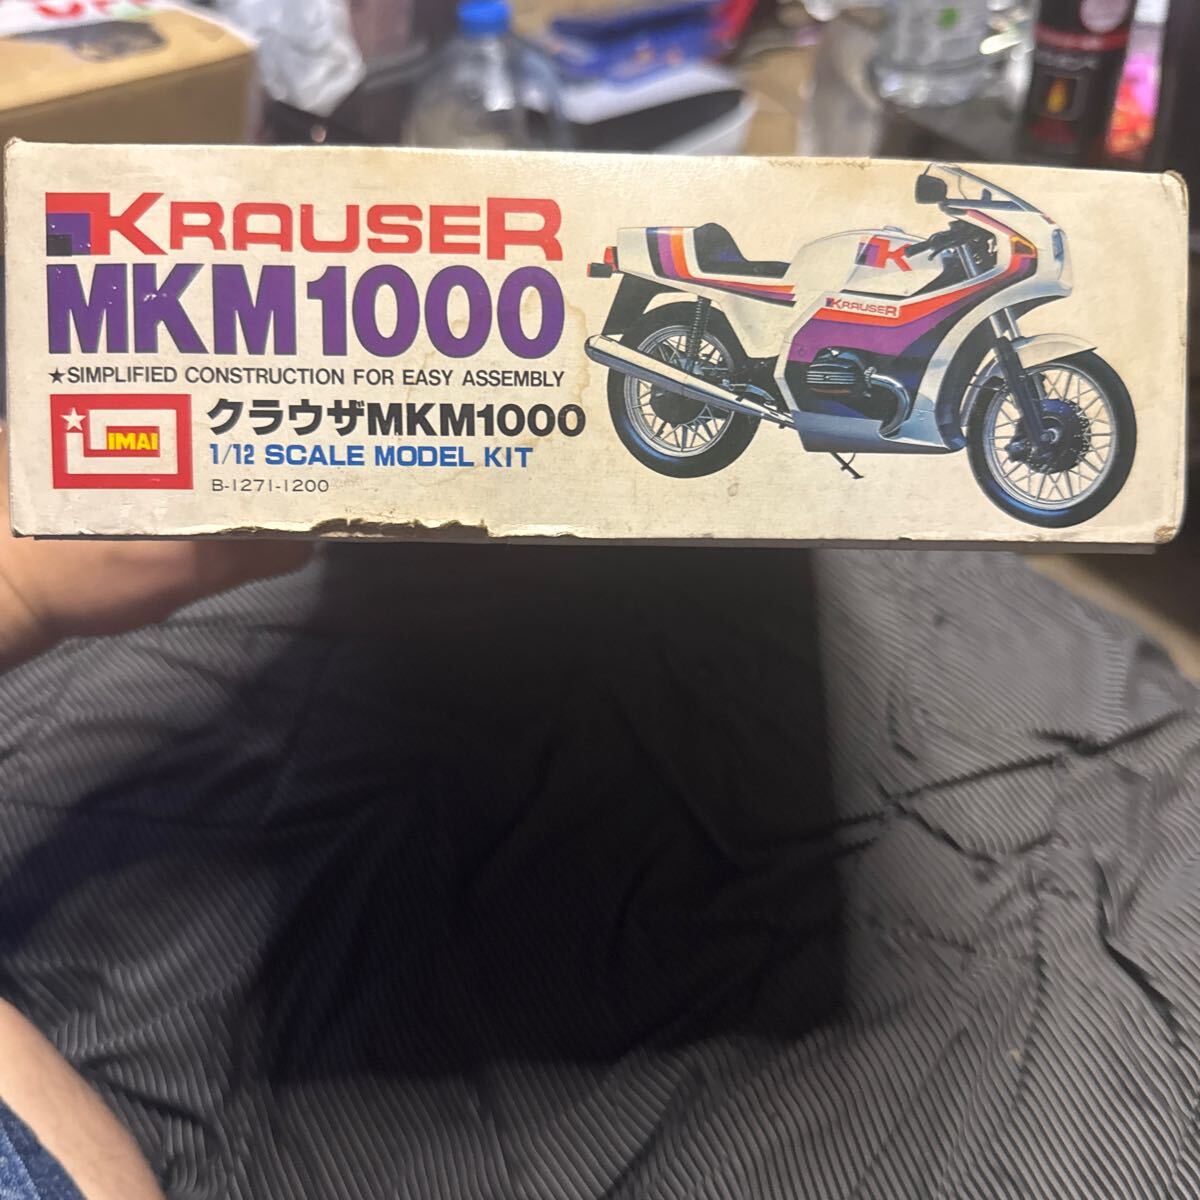 KRAUSER
MKM1000
★SIMPLIFIED CONSTRUCTION FOR EASY ASSEMBLY
IMAI
クラウザMKM1000
1/12 SCALE MODEL KIT
B-1271-1200
K
KRAUSER